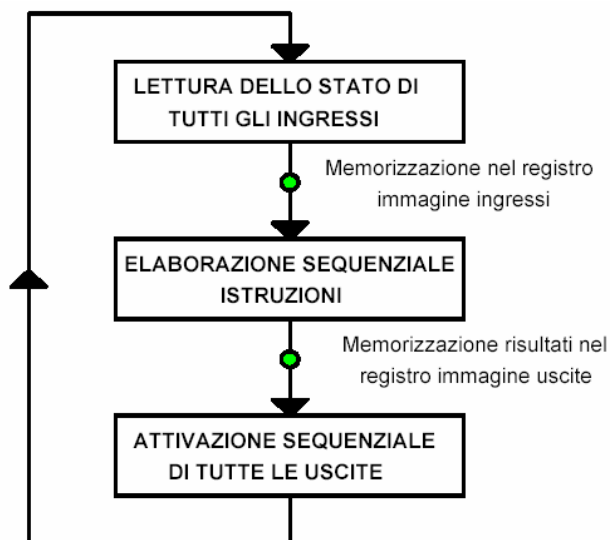 LETTURA DELLO STATO DI
TUTTI GLI INGRESSI
Memorizzazione nel registro
immagine ingressi
ELABORAZIONE SEQUENZIALE
ISTRUZIONI
Memorizzazione risultati nel
registro immagine uscite
ATTIVAZIONE SEQUENZIALE
DI TUTTE LE USCITE